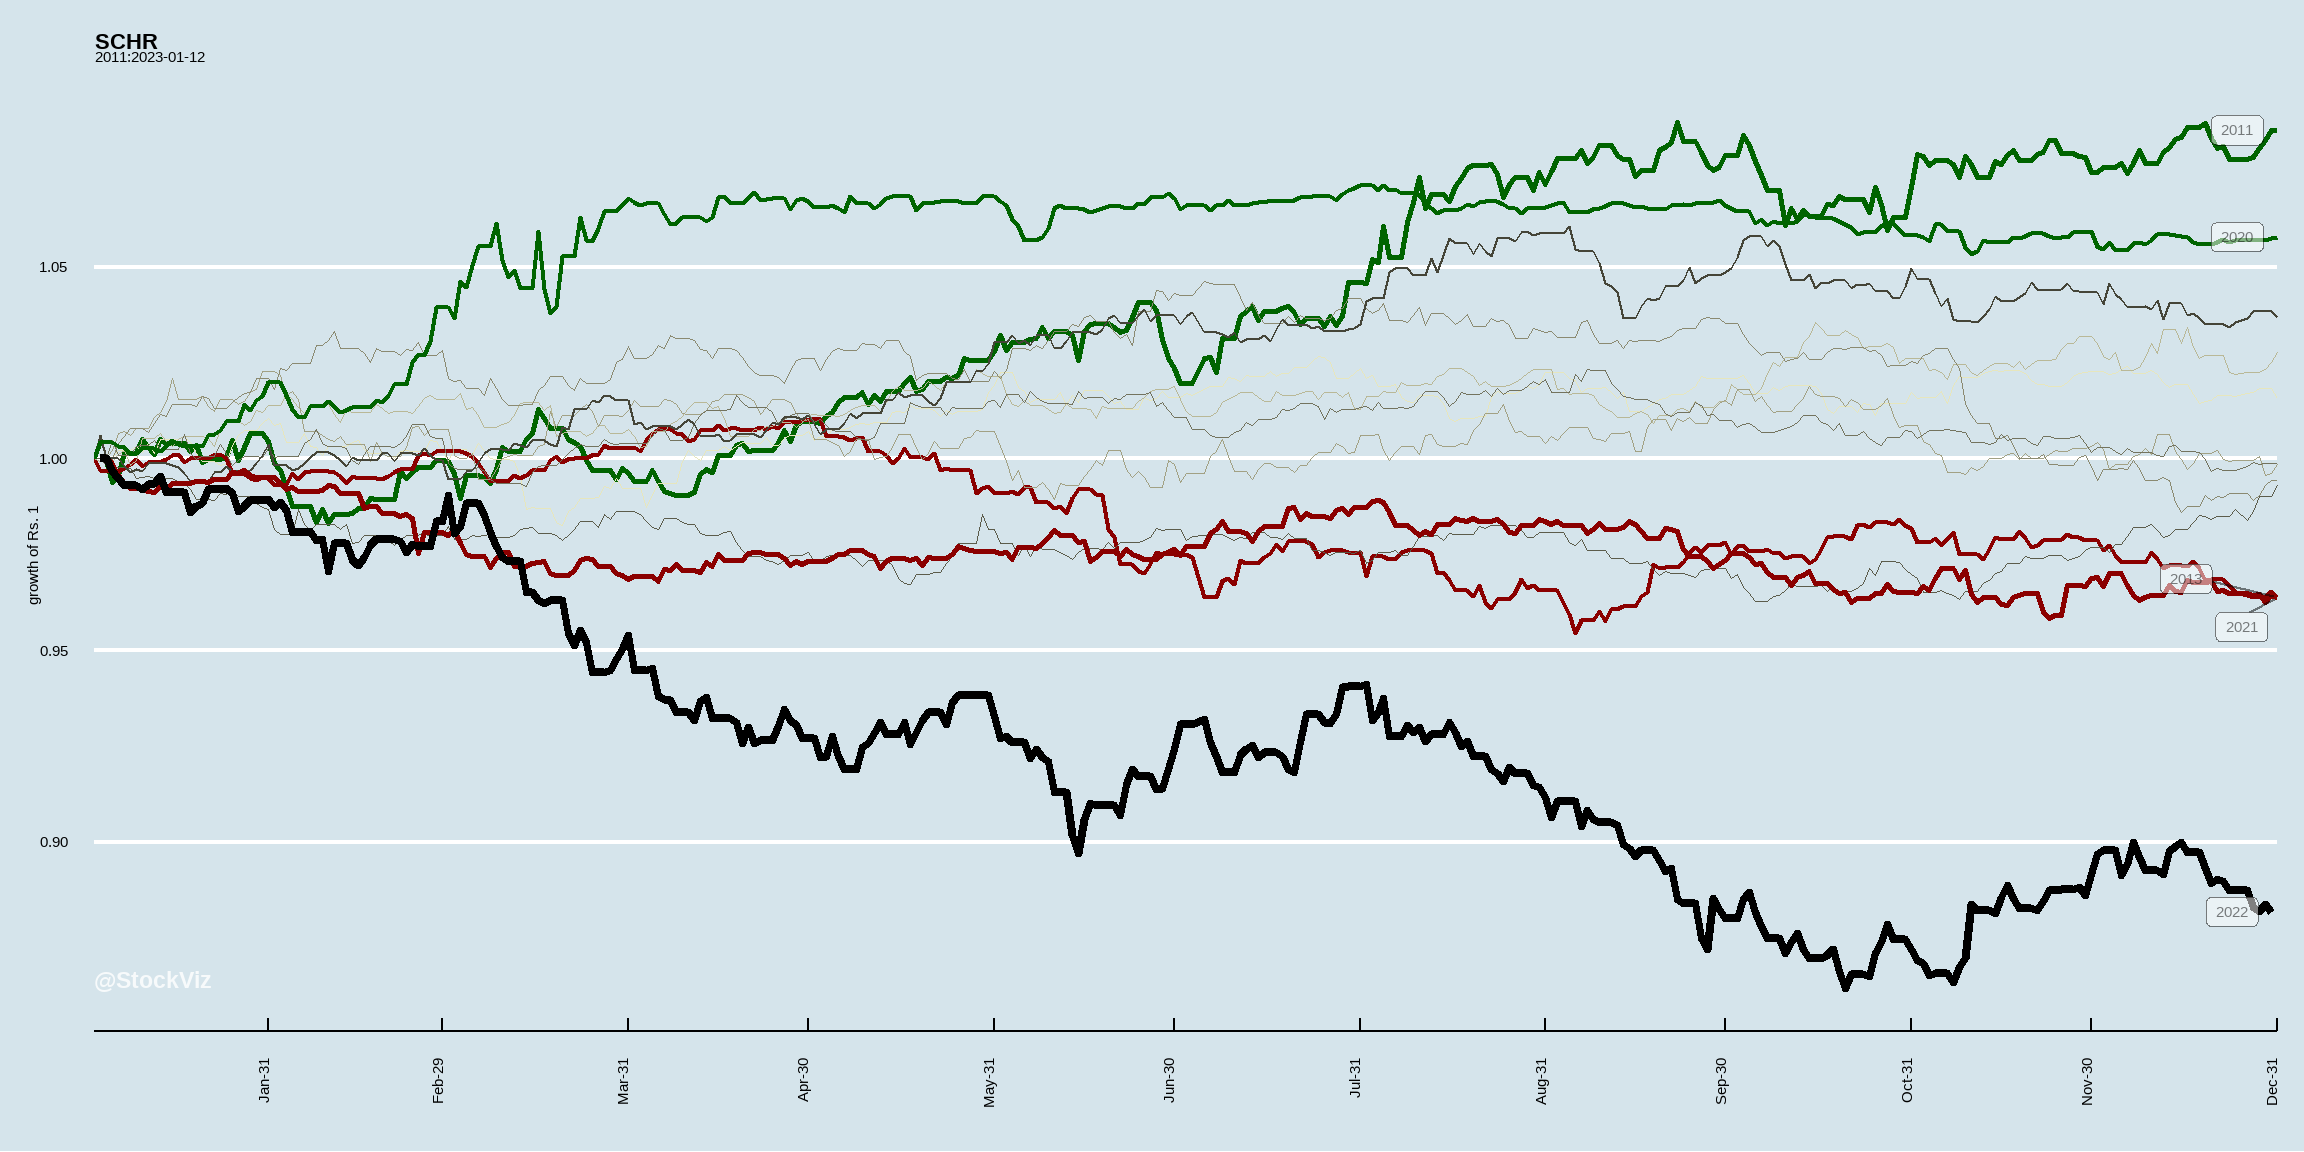 SCHR
2011:2023-01-12
2011
2020
1.05
1.00
growth of Rs. 1
2013
2021
0.95
0.90
2022
@StockViz
Jan-31
Feb-29
Mar-31
Apr-30
May-31
Jun-30
Jul-31
Aug-31
Sep-30
Oct-31
Nov-30
Dec-31